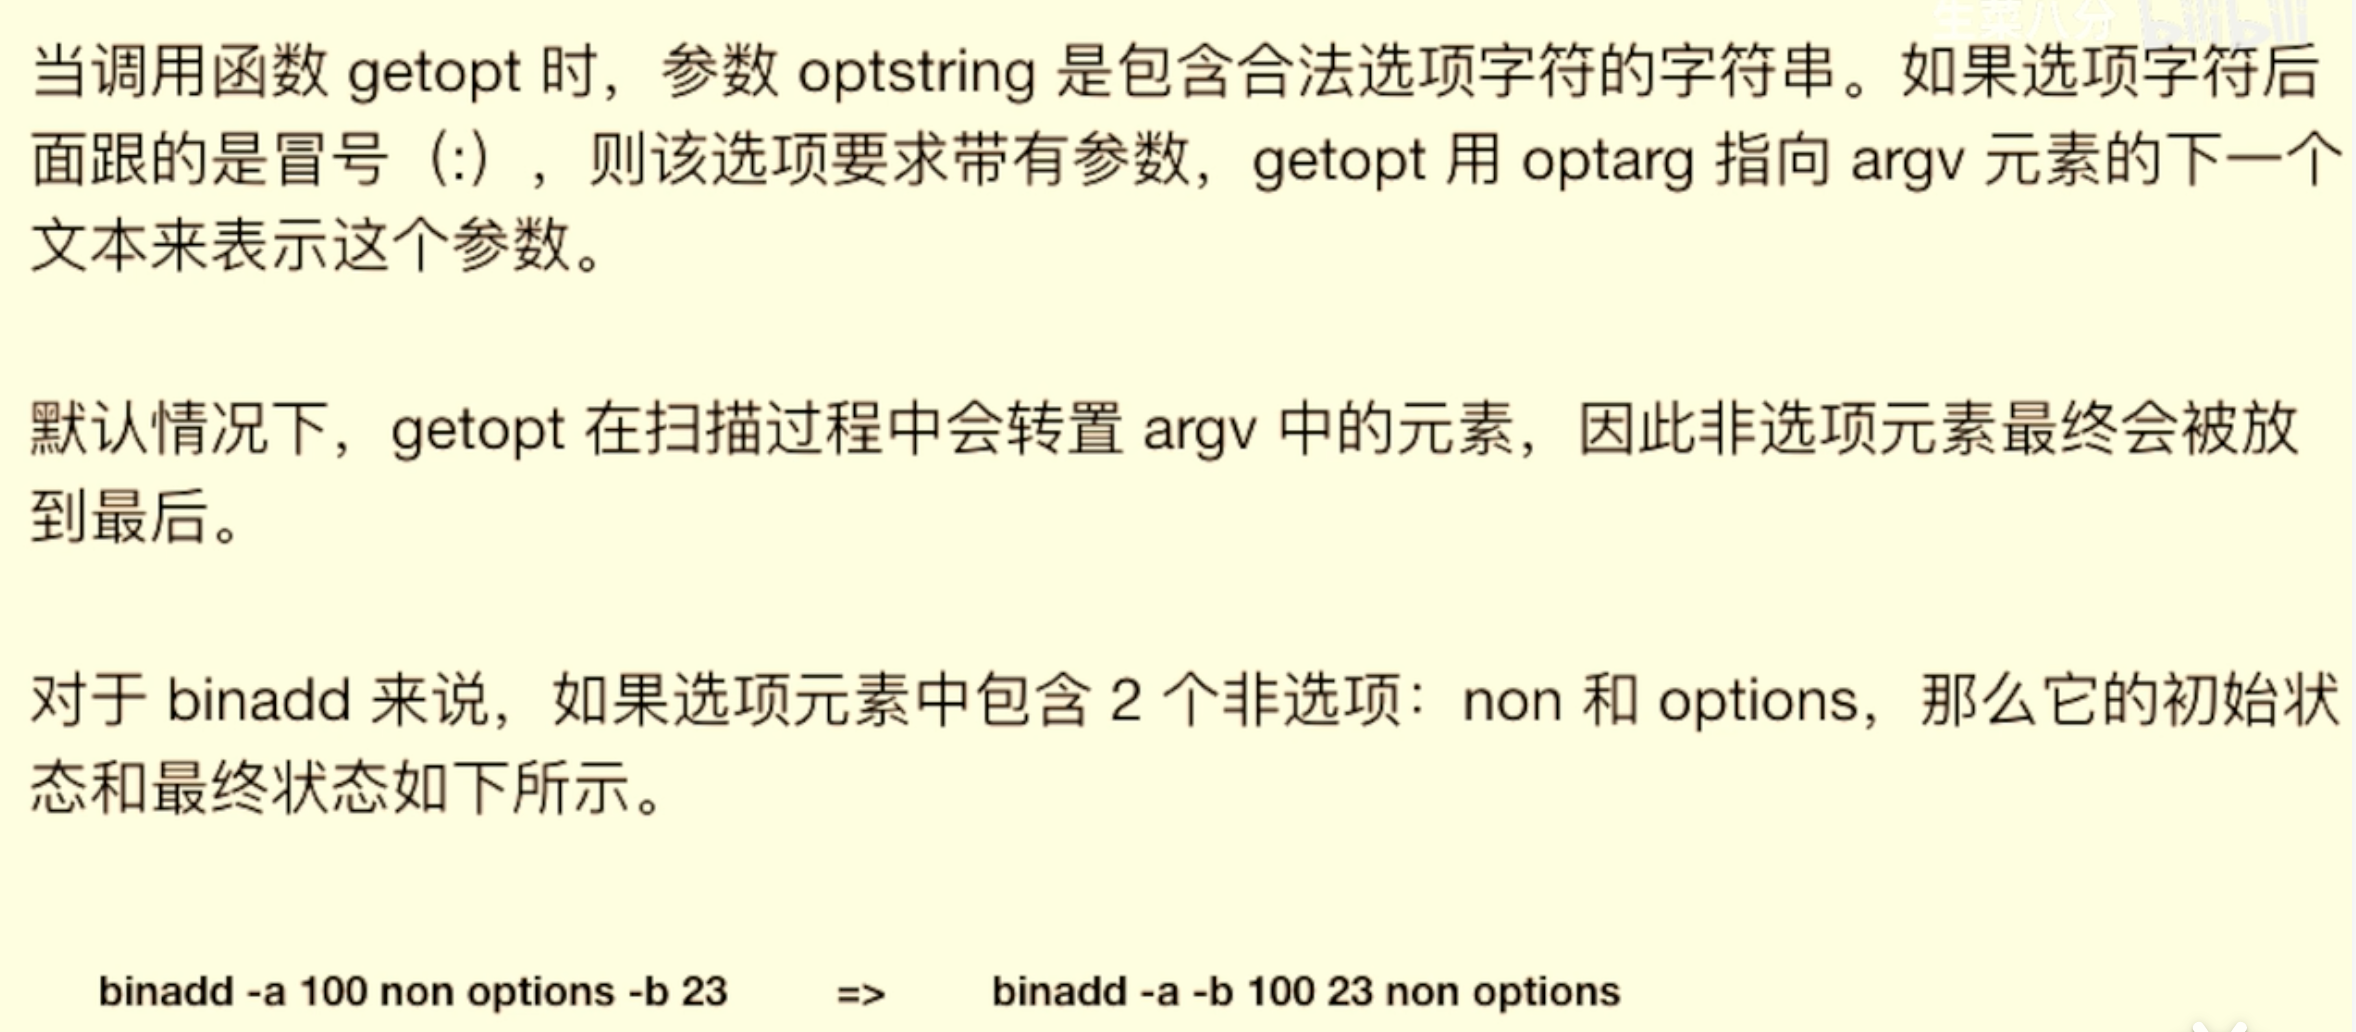 生菜八分 bilibili
当调用函数 getopt 时，参数 optstring 是包含合法选项字符的字符串。如果选项字符后
面跟的是冒号（:），则该选项要求带有参数，getopt 用 optarg 指向 argv 元素的下一个
文本来表示这个参数。
默认情况下，getopt 在扫描过程中会转置 argv 中的元素，因此非选项元素最终会被放
到最后。
对于 binadd 来说，如果选项元素中包含 2 个非选项：non 和 options，那么它的初始状
态和最终状态如下所示。
binadd -a 100 non options -b 23 => binadd -a -b 100 23 non options